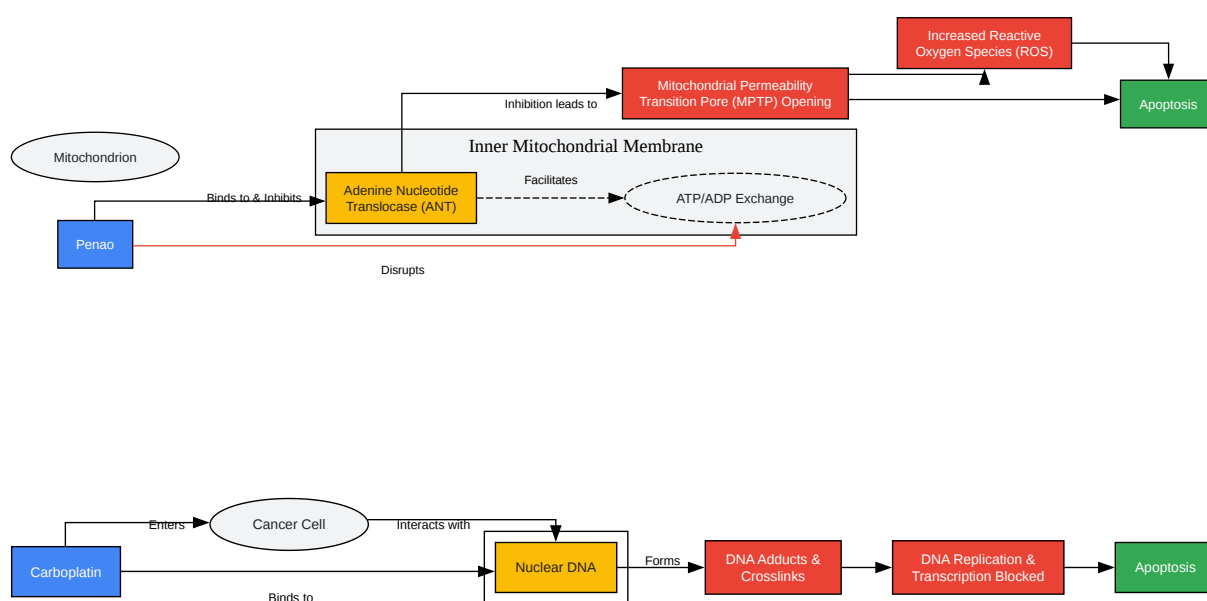 Increased Reactive
Oxygen Species (ROS)
Mitochondrial Permeability
Transition Pore (MPTP) Opening
Inhibition leads to
Apoptosis
Inner Mitochondrial Membrane
Mitochondrion
Facilitates
Adenine Nucleotide
Translocase (ANT)
ATP/ADP Exchange
Binds to & Inhibits
Penao
Disrupts
Enters
Cancer Cell
Interacts with
Carboplatin
Nuclear DNA
Forms
DNA Adducts &
Crosslinks
DNA Replication &
Transcription Blocked
Apoptosis
Binds to